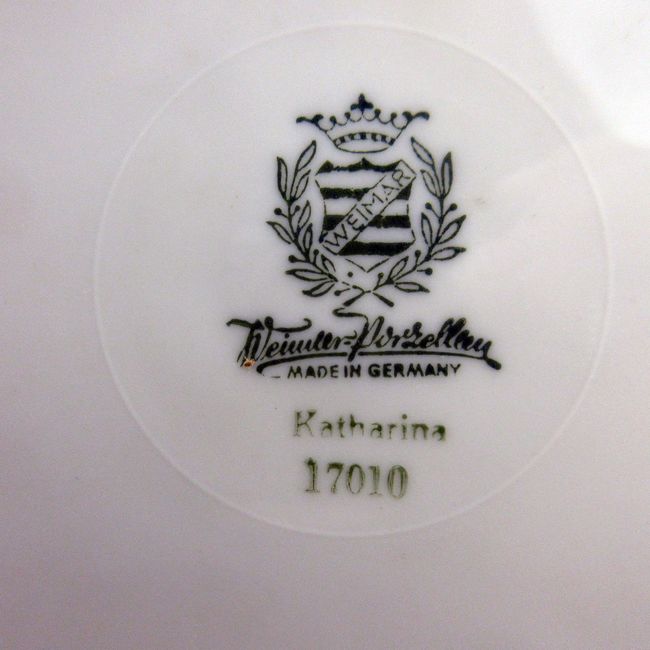 WEIMAR
Weimar-Porzellan
MADE IN GERMANY
Katharina
17010